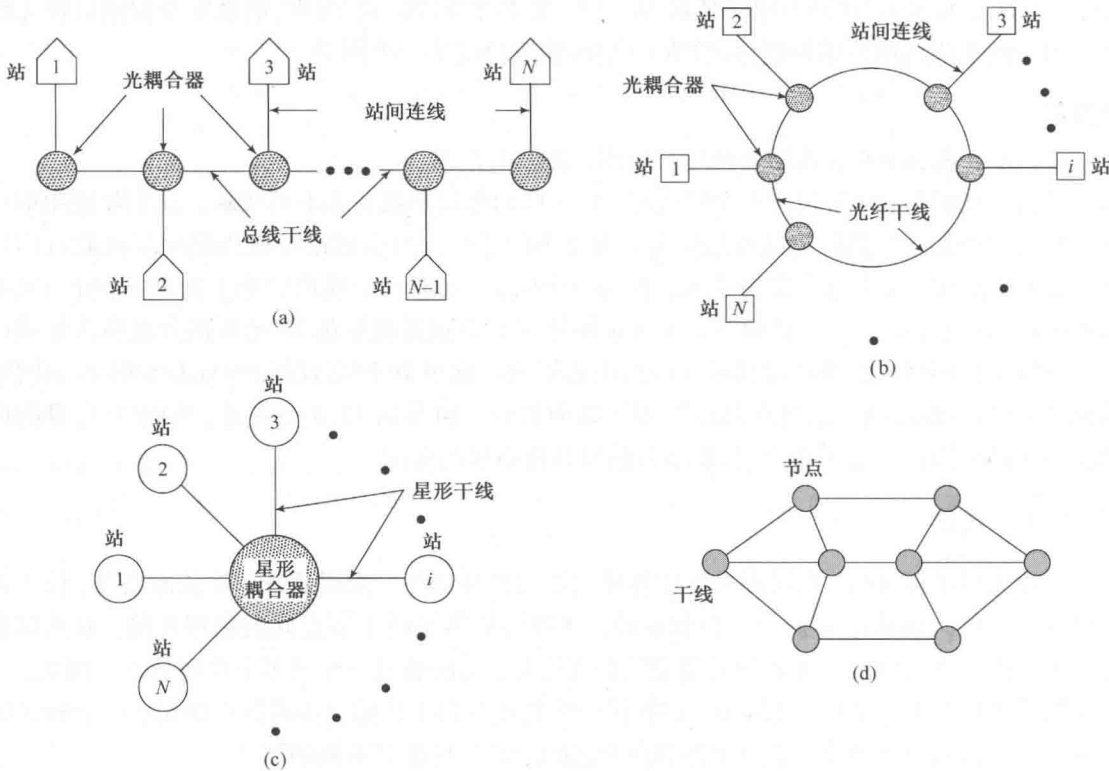 站 1
光耦合器
3 站
站 N
站间连线
总线干线
站 2
站 N–1
(a)
站 2
站间连线
3 站
光耦合器
站 1
i 站
光纤干线
站 N
(b)
站
3
站
2
星形干线
站
1
星形
耦合器
站
i
站
N
(c)
节点
干线
(d)